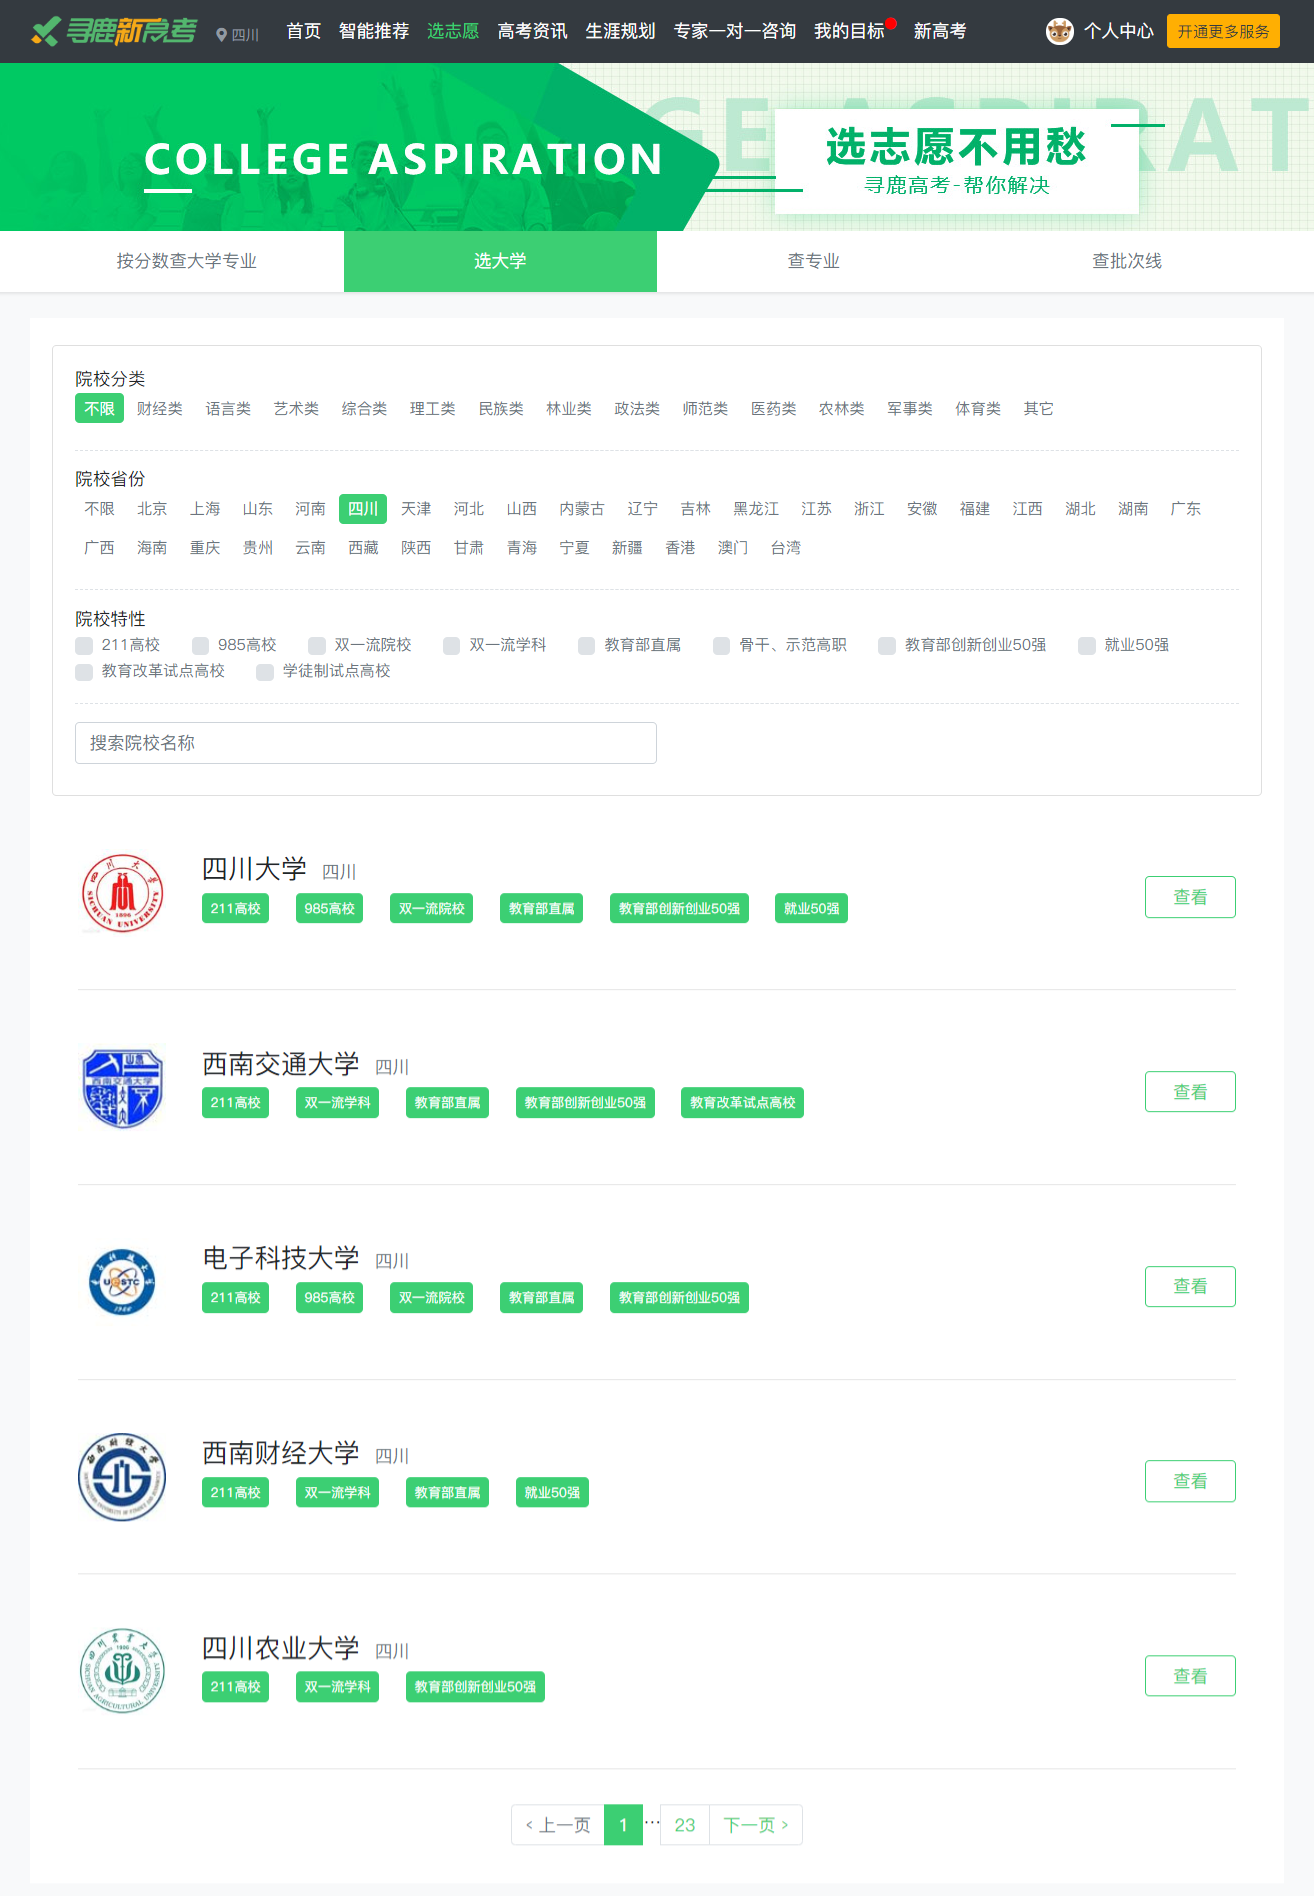 寻鹿新高考 四川 首页 智能推荐 选志愿 高考资讯 生涯规划 专家一对一咨询 我的目标 新高考 个人中心 开通更多服务
COLLEGE ASPIRATION
选志愿不用愁
寻鹿高考-帮你解决
按分数查大学专业 选大学 查专业 查批次线
院校分类
不限 财经类 语言类 艺术类 综合类 理工类 民族类 林业类 政法类 师范类 医药类 农林类 军事类 体育类 其它
院校省份
不限 北京 上海 山东 河南 四川 天津 河北 山西 内蒙古 辽宁 吉林 黑龙江 江苏 浙江 安徽 福建 江西 湖北 湖南 广东
广西 海南 重庆 贵州 云南 西藏 陕西 甘肃 青海 宁夏 新疆 香港 澳门 台湾
院校特性
211高校 985高校 双一流院校 双一流学科 教育部直属 骨干、示范高职 教育部创新创业50强 就业50强
教育改革试点高校 学徒制试点高校
搜索院校名称
四川大学 四川
211高校 985高校 双一流院校 教育部直属 教育部创新创业50强 就业50强
查看
西南交通大学 四川
211高校 双一流学科 教育部直属 教育部创新创业50强 教育改革试点高校
查看
电子科技大学 四川
211高校 985高校 双一流院校 教育部直属 教育部创新创业50强
查看
西南财经大学 四川
211高校 双一流学科 教育部直属 就业50强
查看
四川农业大学 四川
211高校 双一流学科 教育部创新创业50强
查看
‹ 上一页 1 … 23 下一页 ›